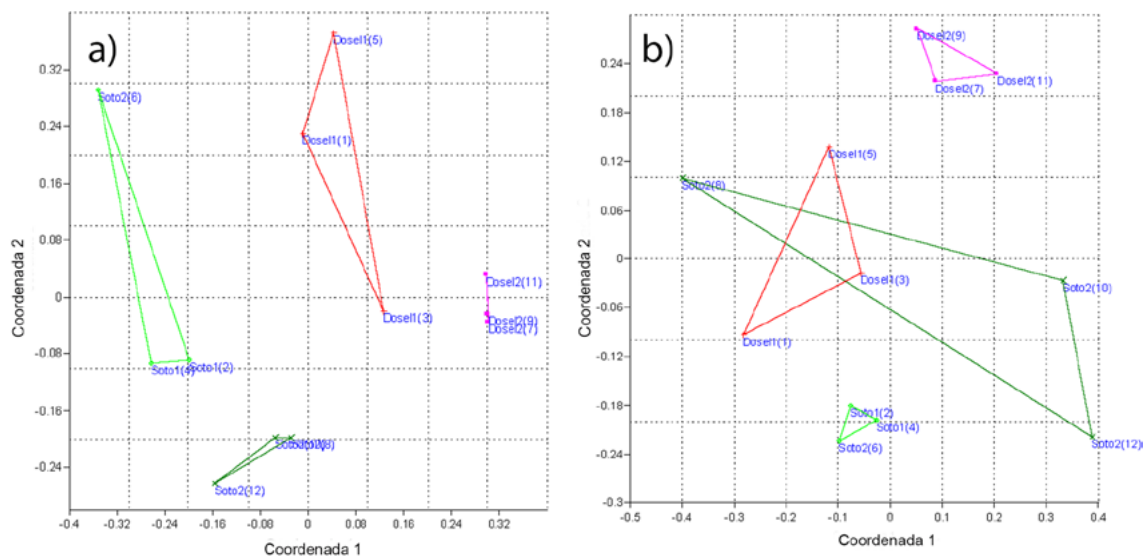 a)
0.32
0.24
0.16
0.08
0
-0.08
-0.16
-0.24
Coordenada 2
Dosel1(5)
Soto2(6)
Dosel1(1)
Dosel2(11)
Dosel1(3)
Dosel2(9)
Dosel2(7)
Soto1(4)
Soto1(2)
Soto2(12)
-0.4
-0.32
-0.24
-0.16
-0.08
0
0.08
0.16
0.24
0.32
Coordenada 1
b)
0.24
0.18
0.12
0.06
0
-0.06
-0.12
-0.18
-0.24
-0.3
Coordenada 2
Dosel2(9)
Dosel2(11)
Dosel2(7)
Dosel1(5)
Soto2(8)
Dosel1(3)
Soto2(10)
Dosel1(1)
Soto1(2)
Soto1(4)
Soto2(6)
Soto2(12)
-0.5
-0.4
-0.3
-0.2
-0.1
0
0.1
0.2
0.3
0.4
Coordenada 1